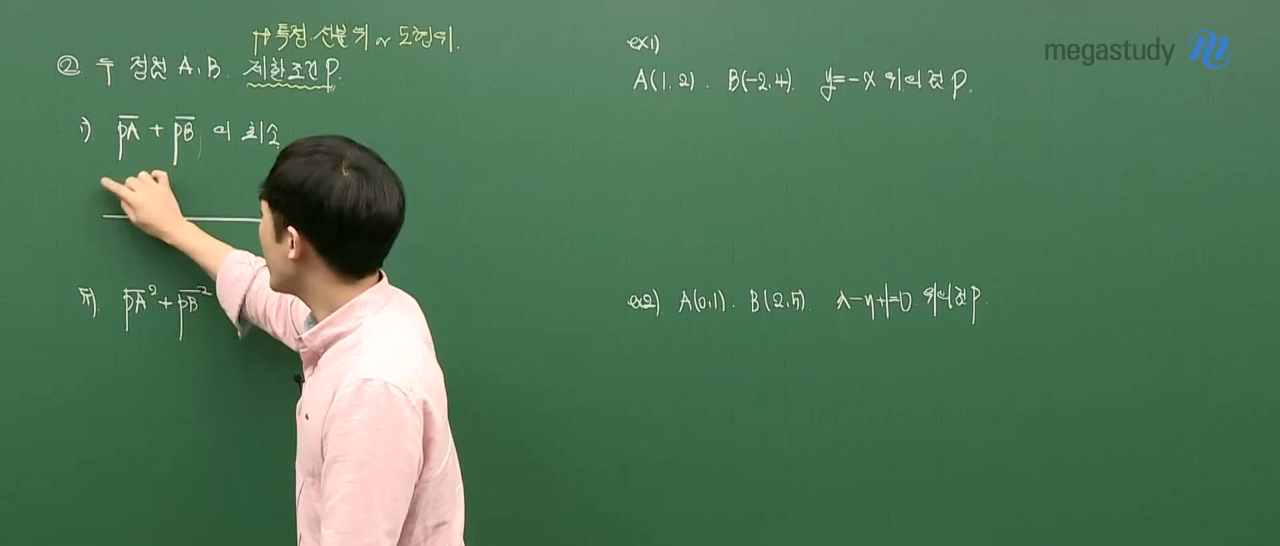 특정 선분 위 or 도형 위.
② 두 정점 A, B. 제한조건 P.
i) PA + PB 의 최소
ii). PA² + PB²
ex1)
A(1, 2). B(-2, 4). y=-x 위의 점 P.
ex2) A(0, 1). B(2, 5). x-y+1=0. 위의 점 P.
megastudy